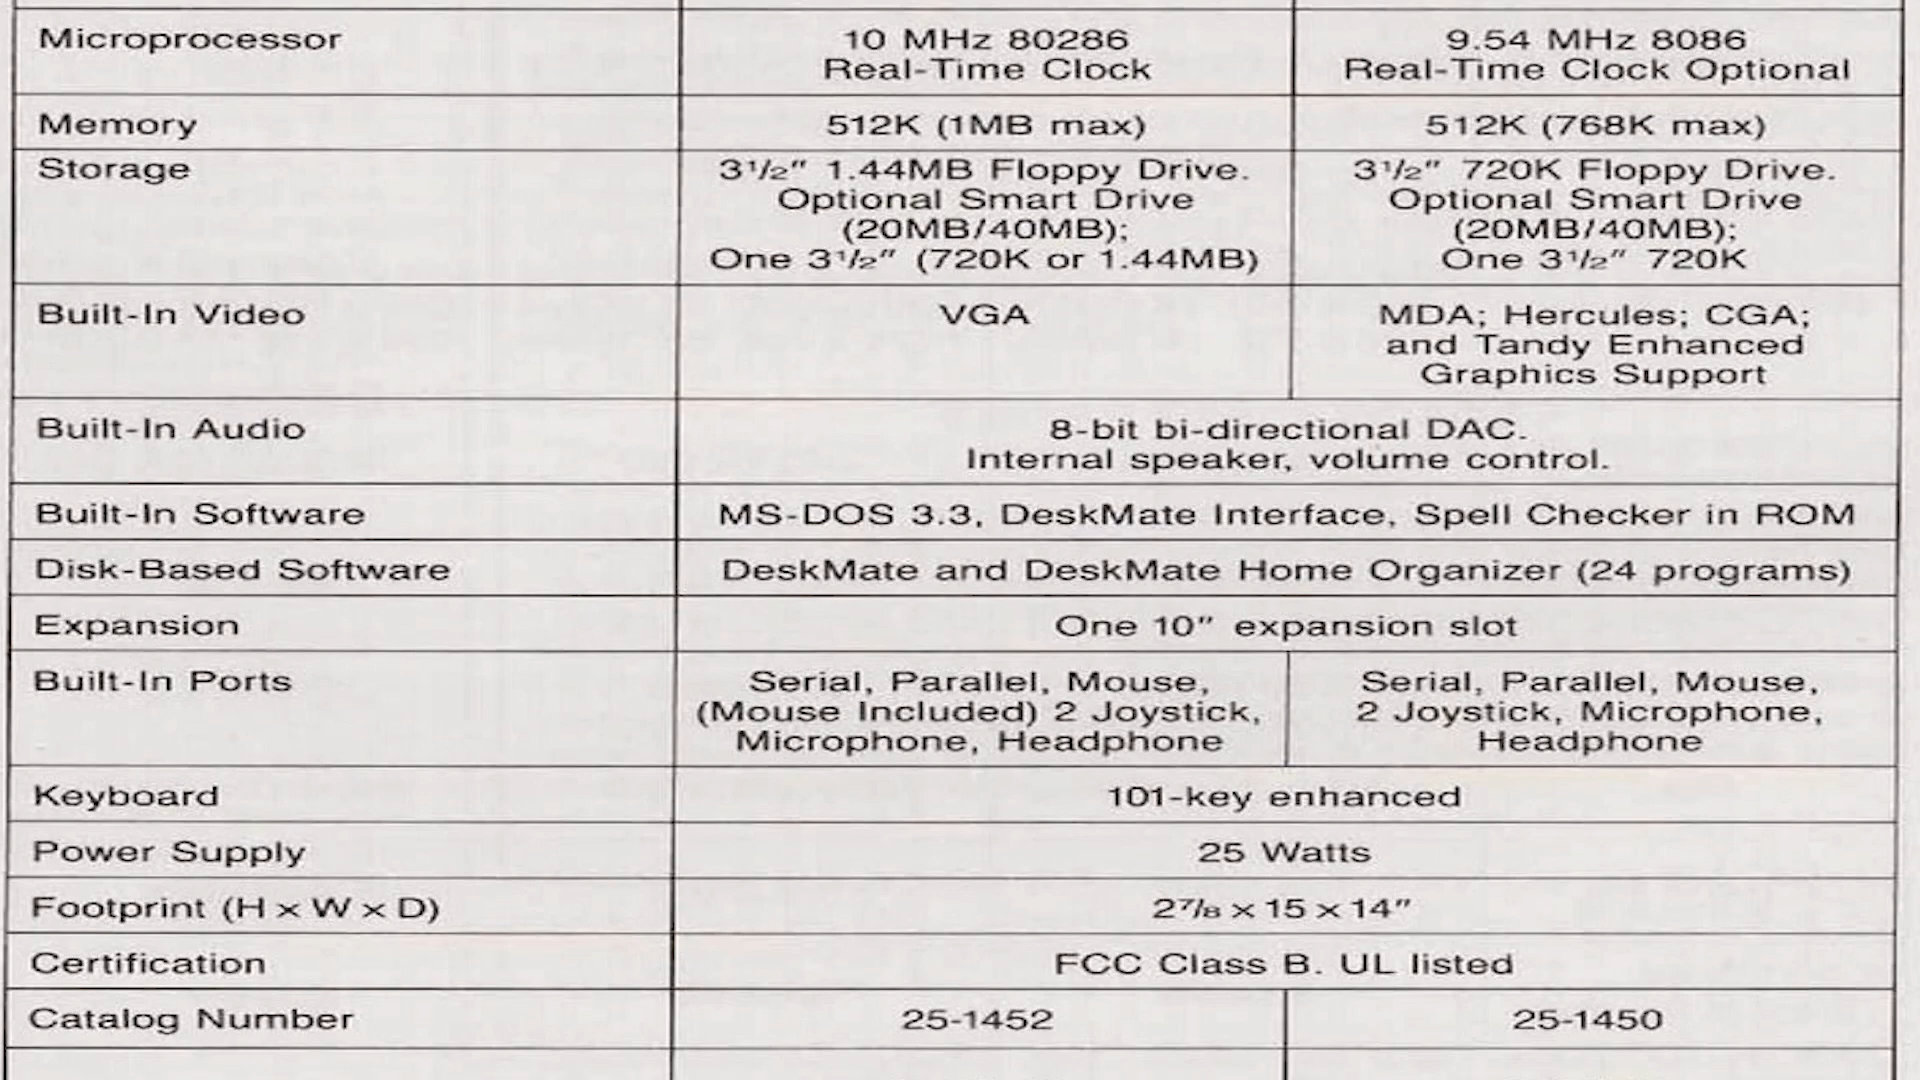 Microprocessor
10 MHz 80286
Real-Time Clock
9.54 MHz 8086
Real-Time Clock Optional
Memory
512K (1MB max)
512K (768K max)
Storage
3½" 1.44MB Floppy Drive.
Optional Smart Drive
(20MB/40MB);
One 3½" (720K or 1.44MB)
3½" 720K Floppy Drive.
Optional Smart Drive
(20MB/40MB);
One 3½" 720K
Built-In Video
VGA
MDA; Hercules; CGA;
and Tandy Enhanced
Graphics Support
Built-In Audio
8-bit bi-directional DAC.
Internal speaker, volume control.
Built-In Software
MS-DOS 3.3, DeskMate Interface, Spell Checker in ROM
Disk-Based Software
DeskMate and DeskMate Home Organizer (24 programs)
Expansion
One 10" expansion slot
Built-In Ports
Serial, Parallel, Mouse,
(Mouse Included) 2 Joystick,
Microphone, Headphone
Serial, Parallel, Mouse,
2 Joystick, Microphone,
Headphone
Keyboard
101-key enhanced
Power Supply
25 Watts
Footprint (H x W x D)
2⅞ x 15 x 14"
Certification
FCC Class B. UL listed
Catalog Number
25-1452
25-1450